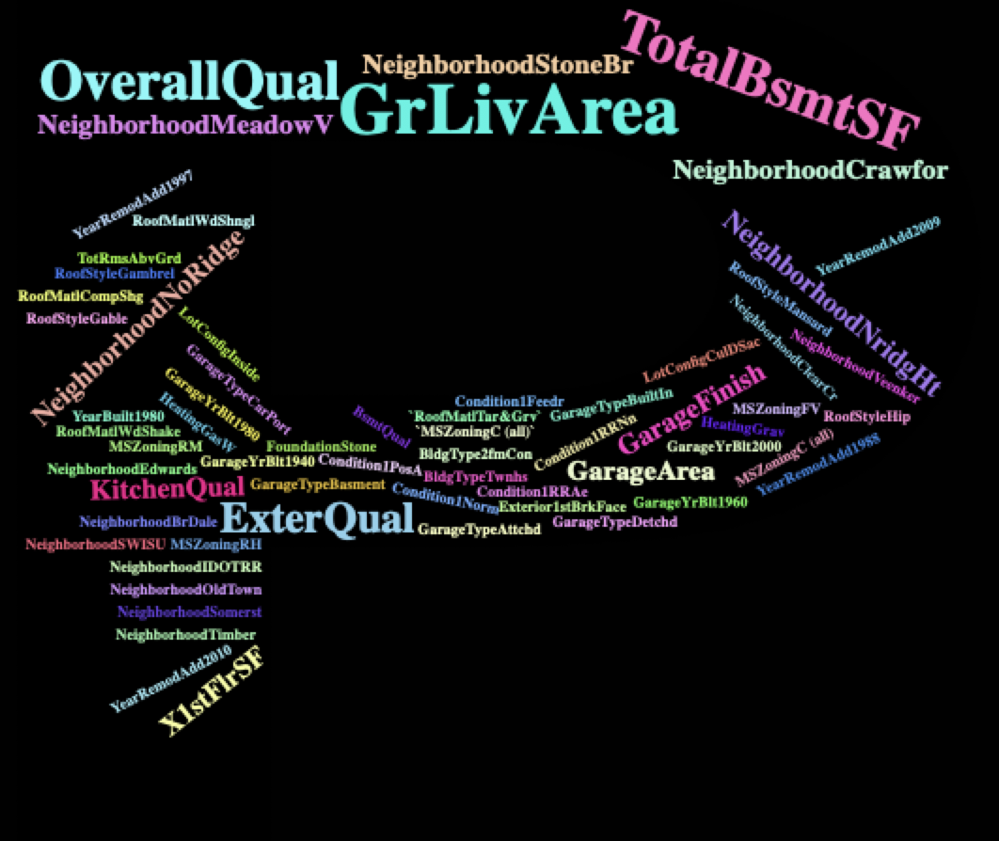 TotalBsmtSF
OverallQual
NeighborhoodStoneBr
GrLivArea
NeighborhoodMeadowV
NeighborhoodCrawfor
YearRemodAdd1997
RoofMatlWdShngl
NeighborhoodNridgHt
YearRemodAdd2009
TotRmsAbvGrd
RoofStyleGambrel
NeighborhoodNoRidge
RoofMatlCompShg
RoofStyleGable
RoofStyleMansard
NeighborhoodClearCr
NeighborhoodVeenker
LotConfigInside
GarageTypeCarPort
LotConfigCulDSac
GarageYrBlt1980
HeatingGasW
GarageFinish
YearBuilt1980
BsmtQual
Condition1Feedr
`RoofMatlTar&Grv`
GarageTypeBuiltIn
MSZoningFV
RoofStyleHip
RoofMatlWdShake
`MSZoningC (all)`
Condition1RRNn
HeatingGrav
MSZoningRM
FoundationStone
BldgType2fmCon
GarageYrBlt2000
MSZoningC (all)
YearRemodAdd1988
NeighborhoodEdwards
GarageYrBlt1940
Condition1PosA
BldgTypeTwnhs
GarageArea
KitchenQual
GarageTypeBasment
Condition1Norm
Condition1RRAe
Exterior1stBrkFace
GarageYrBlt1960
NeighborhoodBrDale
ExterQual
GarageTypeAttchd
GarageTypeDetchd
NeighborhoodSWISU
MSZoningRH
NeighborhoodIDOTRR
NeighborhoodOldTown
NeighborhoodSomerst
NeighborhoodTimber
YearRemodAdd2010
X1stFlrSF